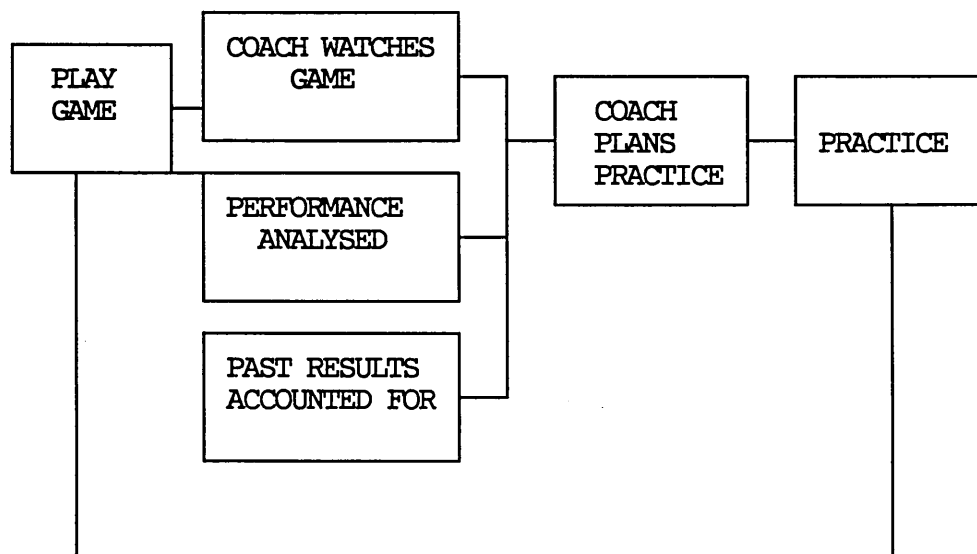 PLAY
GAME
COACH WATCHES
GAME
PERFORMANCE
ANALYSED
PAST RESULTS
ACCOUNTED FOR
COACH
PLANS
PRACTICE
PRACTICE